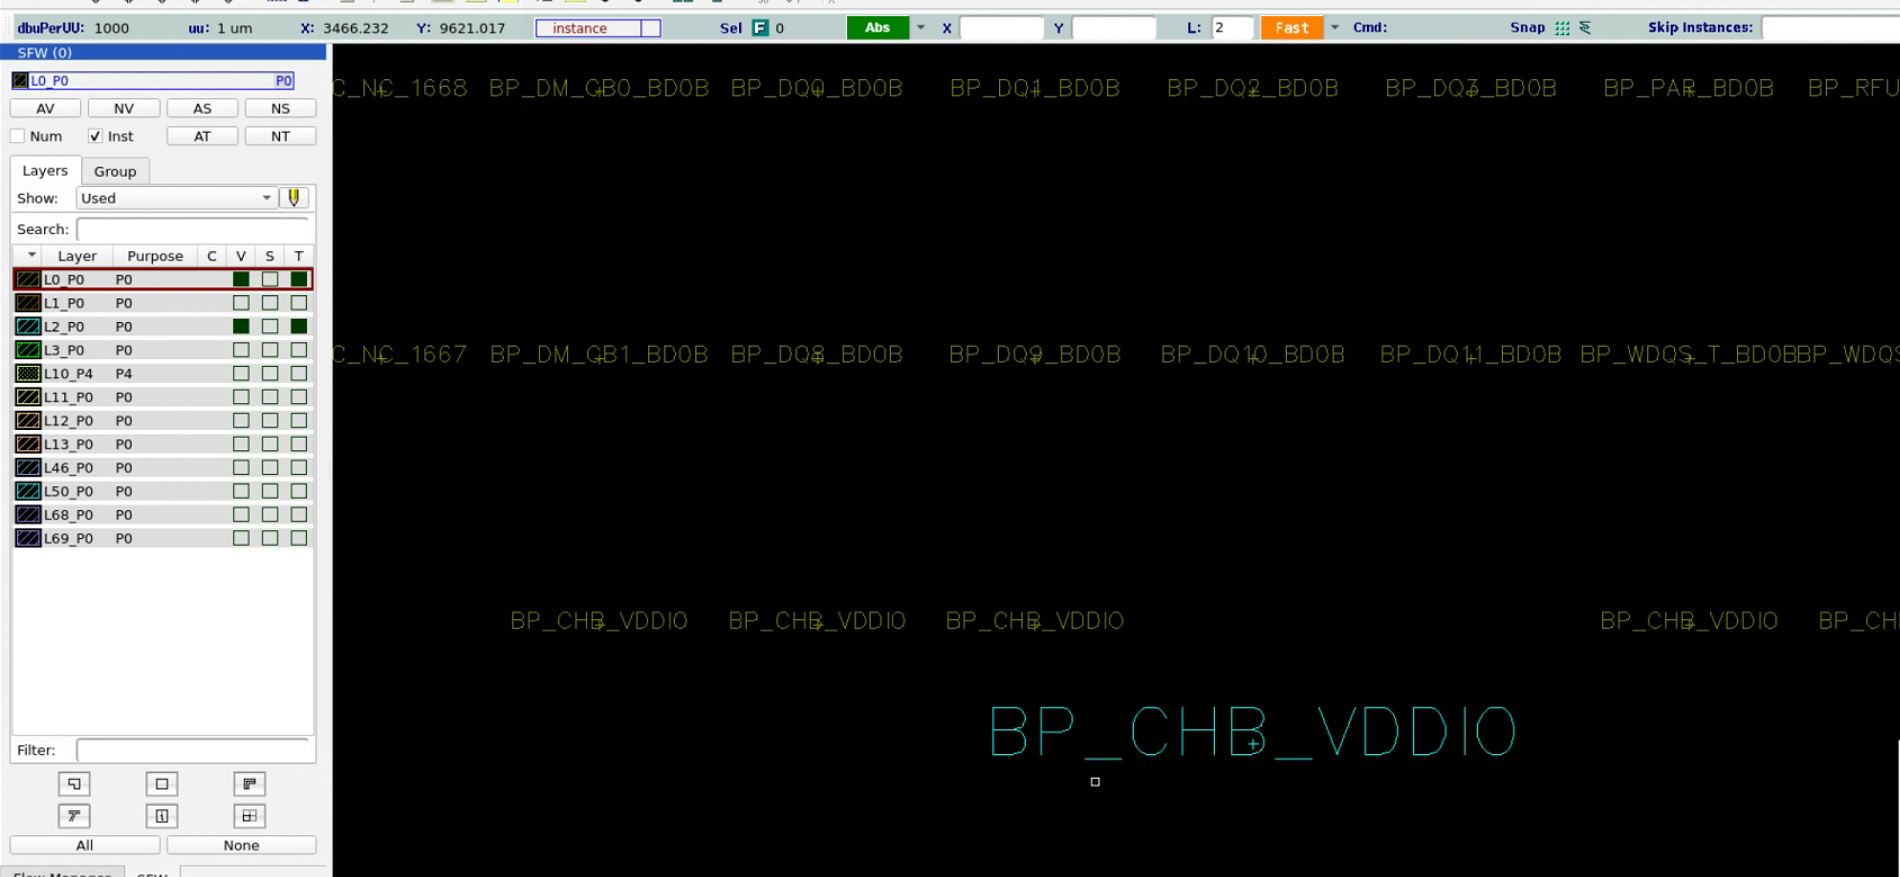 dbuPerUU: 1000 uu: 1 um X: 3466.232 Y: 9621.017 instance Sel F 0 Abs X Y L: 2 Fast Cmd: Snap Skip Instances:
SFW (0)
L0_P0 P0
AV NV AS NS
Num Inst AT NT
Layers Group
Show: Used
Search:
Layer Purpose C V S T
L0_P0 P0
L1_P0 P0
L2_P0 P0
L3_P0 P0
L10_P4 P4
L11_P0 P0
L12_P0 P0
L13_P0 P0
L46_P0 P0
L50_P0 P0
L68_P0 P0
L69_P0 P0
Filter:
All None
C_NC_1668 BP_DM_CB0_BD0B BP_DQ0_BD0B BP_DQ1_BD0B BP_DQ2_BD0B BP_DQ3_BD0B BP_PAR_BD0B BP_RFU
C_NC_1667 BP_DM_CB1_BD0B BP_DQ8_BD0B BP_DQ9_BD0B BP_DQ10_BD0B BP_DQ11_BD0B BP_WDQS_T_BD0B BP_WDQS
BP_CHB_VDDIO BP_CHB_VDDIO BP_CHB_VDDIO BP_CHB_VDDIO BP_CH
BP_CHB_VDDIO